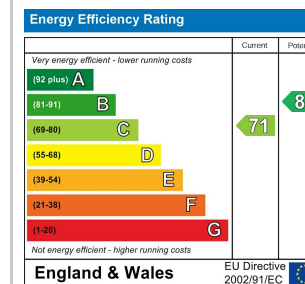 Energy Efficiency Rating
Current
Very energy efficient - lower running costs
(92 plus) A
(81-91) B
(69-80) C
71
(55-68) D
(39-54) E
(21-38) F
(1-20) G
Not energy efficient - higher running costs
England & Wales
EU Directive
2002/91/EC